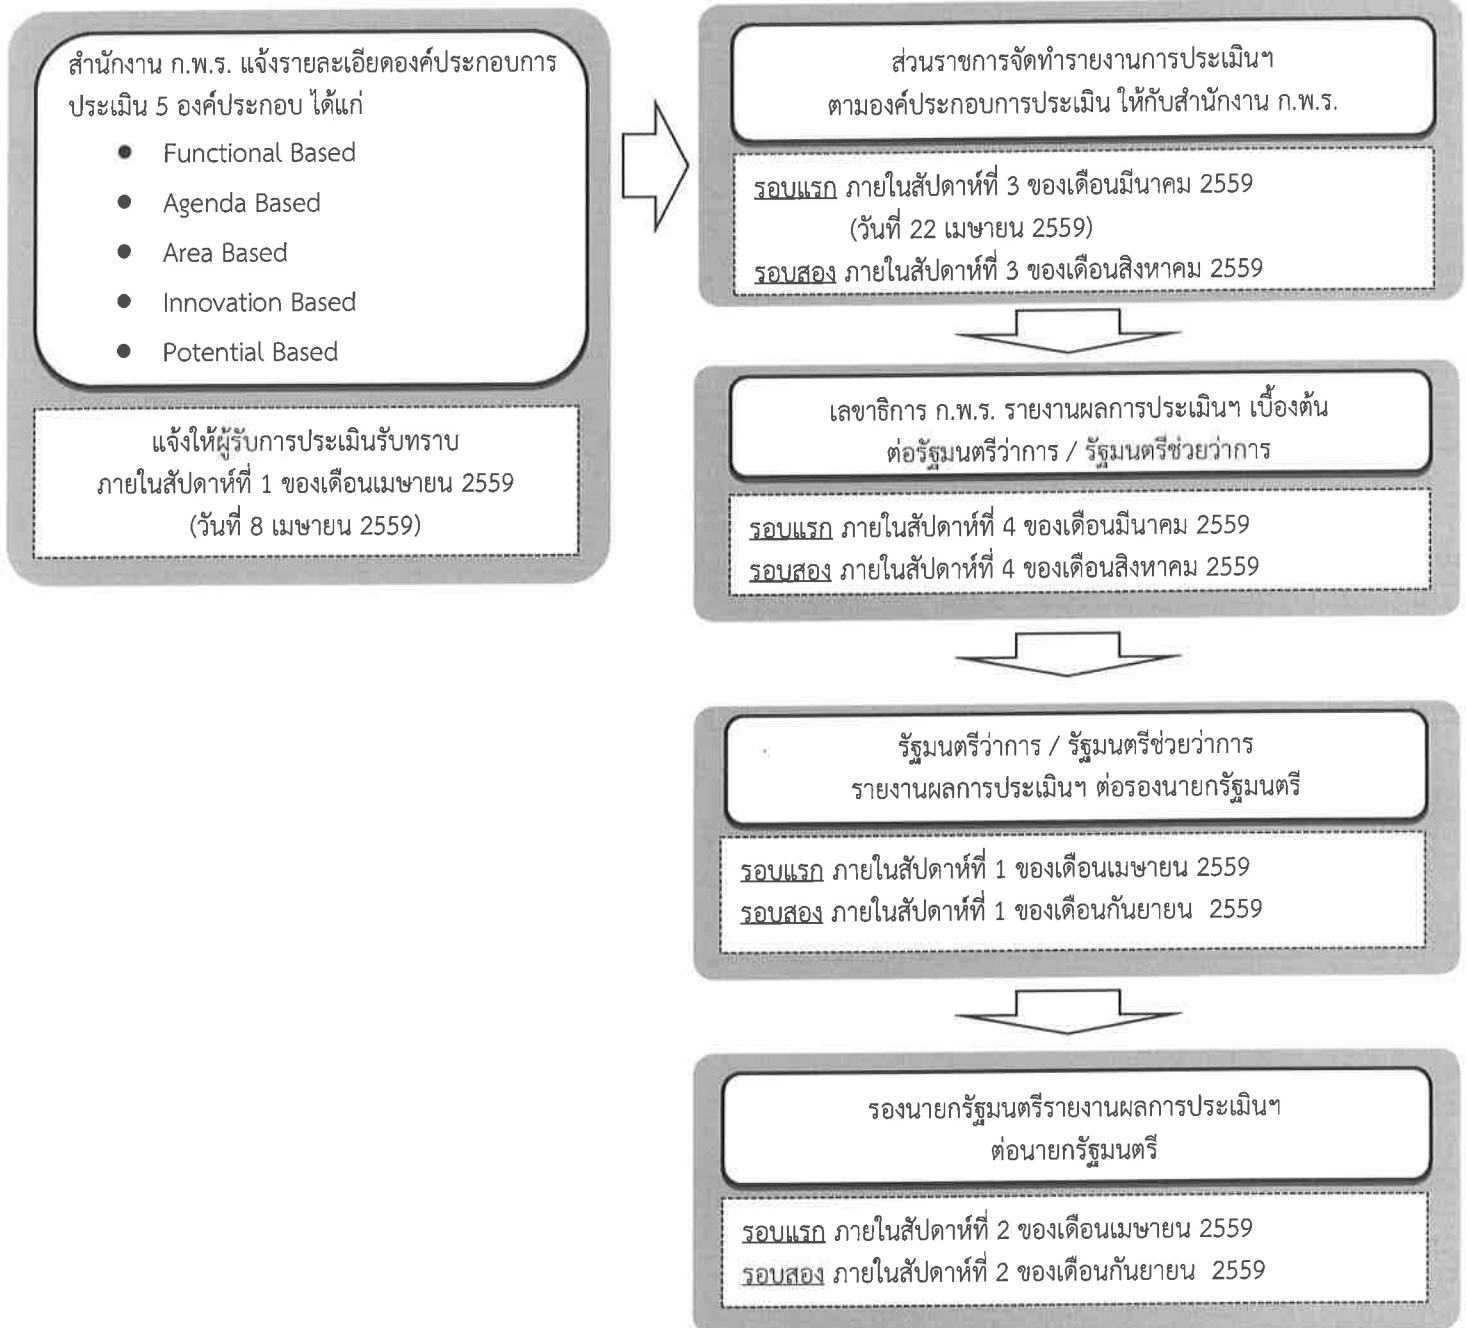 สำนักงาน ก.พ.ร. แจ้งรายละเอียดองค์ประกอบการ
ประเมิน 5 องค์ประกอบ ได้แก่
● Functional Based
● Agenda Based
● Area Based
● Innovation Based
● Potential Based
แจ้งให้ผู้รับการประเมินรับทราบ
ภายในสัปดาห์ที่ 1 ของเดือนเมษายน 2559
(วันที่ 8 เมษายน 2559)
ส่วนราชการจัดทำรายงานการประเมินฯ
ตามองค์ประกอบการประเมิน ให้กับสำนักงาน ก.พ.ร.
รอบแรก ภายในสัปดาห์ที่ 3 ของเดือนมีนาคม 2559
(วันที่ 22 เมษายน 2559)
รอบสอง ภายในสัปดาห์ที่ 3 ของเดือนสิงหาคม 2559
เลขาธิการ ก.พ.ร. รายงานผลการประเมินฯ เบื้องต้น
ต่อรัฐมนตรีว่าการ / รัฐมนตรีช่วยว่าการ
รอบแรก ภายในสัปดาห์ที่ 4 ของเดือนมีนาคม 2559
รอบสอง ภายในสัปดาห์ที่ 4 ของเดือนสิงหาคม 2559
รัฐมนตรีว่าการ / รัฐมนตรีช่วยว่าการ
รายงานผลการประเมินฯ ต่อรองนายกรัฐมนตรี
รอบแรก ภายในสัปดาห์ที่ 1 ของเดือนเมษายน 2559
รอบสอง ภายในสัปดาห์ที่ 1 ของเดือนกันยายน 2559
รองนายกรัฐมนตรีรายงานผลการประเมินฯ
ต่อนายกรัฐมนตรี
รอบแรก ภายในสัปดาห์ที่ 2 ของเดือนเมษายน 2559
รอบสอง ภายในสัปดาห์ที่ 2 ของเดือนกันยายน 2559